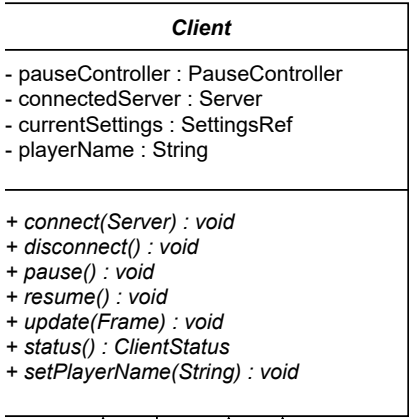 Client
- pauseController : PauseController
- connectedServer : Server
- currentSettings : SettingsRef
- playerName : String
+ connect(Server) : void
+ disconnect() : void
+ pause() : void
+ resume() : void
+ update(Frame) : void
+ status() : ClientStatus
+ setPlayerName(String) : void